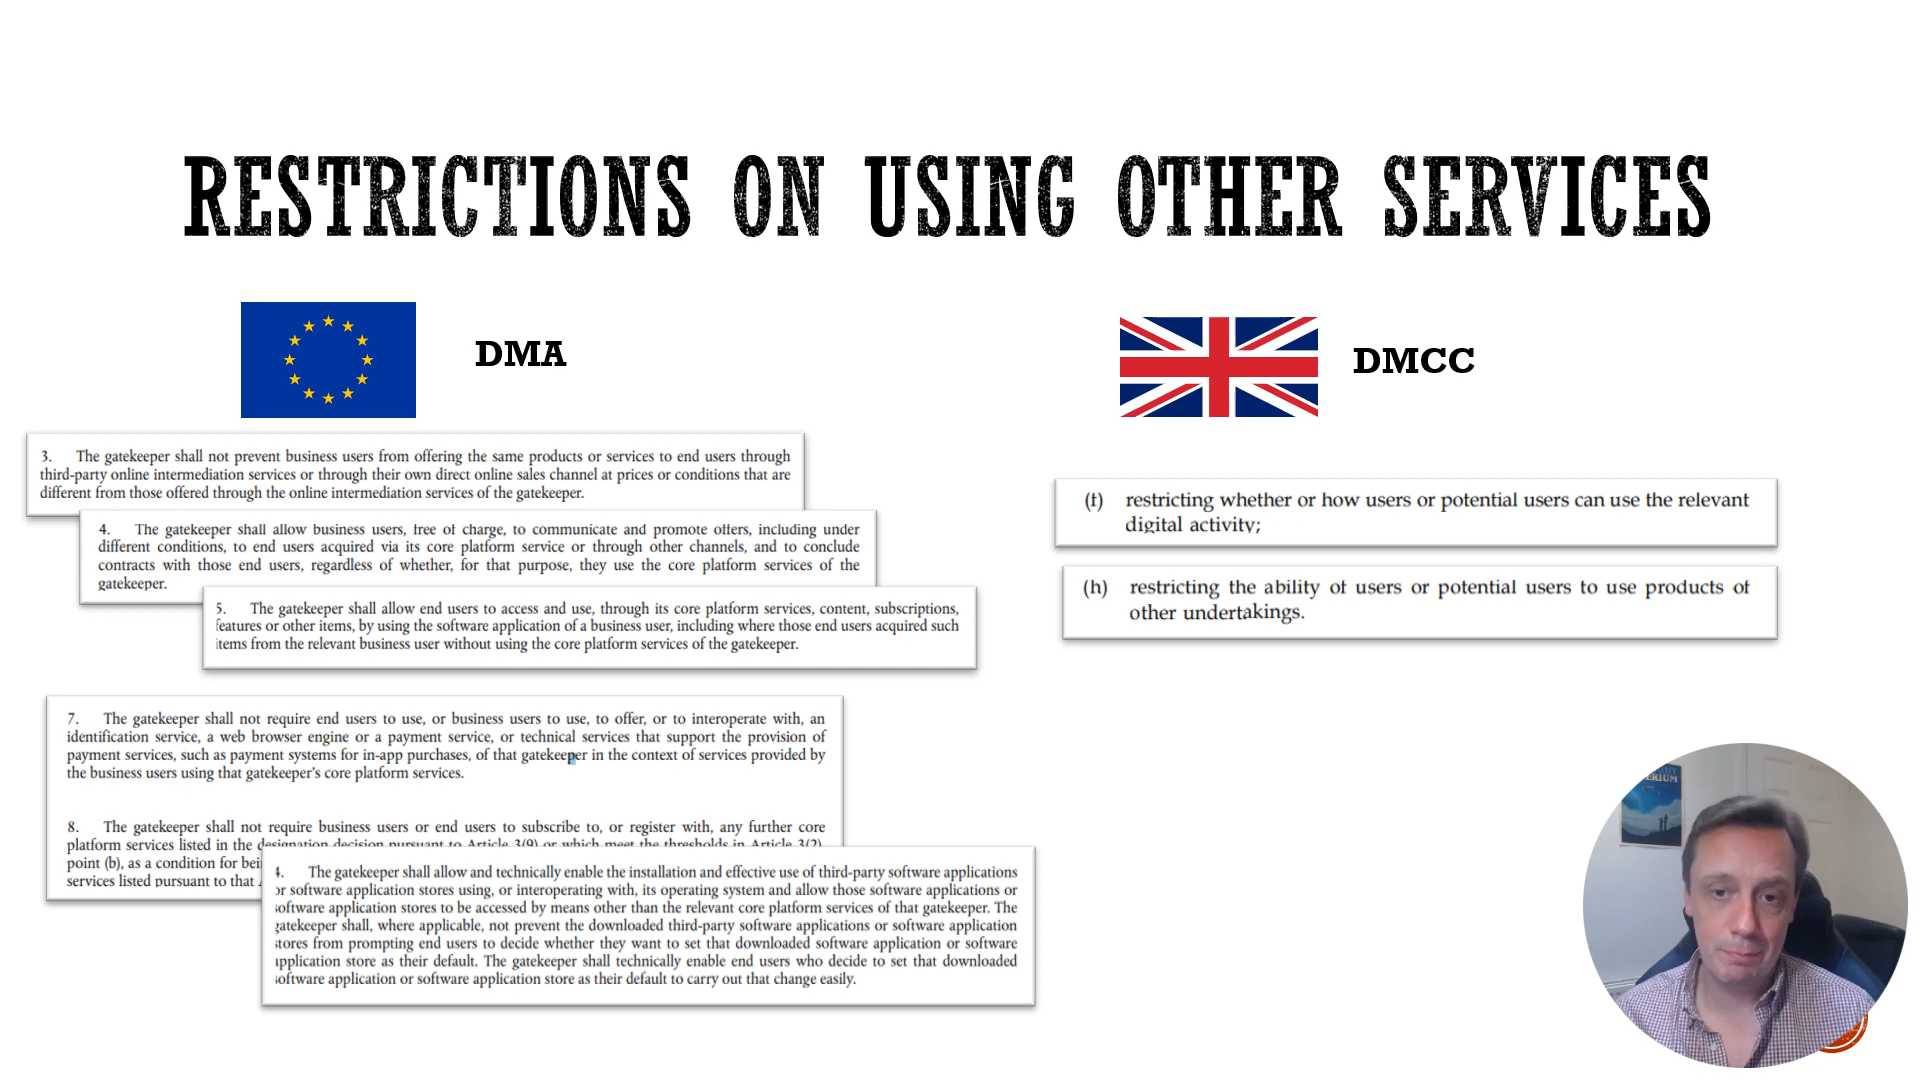 RESTRICTIONS ON USING OTHER SERVICES
DMA
3. The gatekeeper shall not prevent business users from offering the same products or services to end users through
third-party online intermediation services or through their own direct online sales channel at prices or conditions that are
different from those offered through the online intermediation services of the gatekeeper.
4. The gatekeeper shall allow business users, free of charge, to communicate and promote offers, including under
different conditions, to end users acquired via its core platform service or through other channels, and to conclude
contracts with those end users, regardless of whether, for that purpose, they use the core platform services of the
gatekeeper.
5. The gatekeeper shall allow end users to access and use, through its core platform services, content, subscriptions,
features or other items, by using the software application of a business user, including where those end users acquired such
items from the relevant business user without using the core platform services of the gatekeeper.
7. The gatekeeper shall not require end users to use, or business users to use, to offer, or to interoperate with, an
identification service, a web browser engine or a payment service, or technical services that support the provision of
payment services, such as payment systems for in-app purchases, of that gatekeeper in the context of services provided by
the business users using that gatekeeper's core platform services.
8. The gatekeeper shall not require business users or end users to subscribe to, or register with, any further core
platform services listed in the designation decision pursuant to Article 3(9) or which meet the thresholds in Article 3(2),
point (b), as a condition for bei
services listed pursuant to that
4. The gatekeeper shall allow and technically enable the installation and effective use of third-party software applications
or software application stores using, or interoperating with, its operating system and allow those software applications or
software application stores to be accessed by means other than the relevant core platform services of that gatekeeper. The
gatekeeper shall, where applicable, not prevent the downloaded third-party software applications or software application
stores from prompting end users to decide whether they want to set that downloaded software application or software
application store as their default. The gatekeeper shall technically enable end users who decide to set that downloaded
software application or software application store as their default to carry out that change easily.
DMCC
(f) restricting whether or how users or potential users can use the relevant
digital activity;
(h) restricting the ability of users or potential users to use products of
other undertakings.